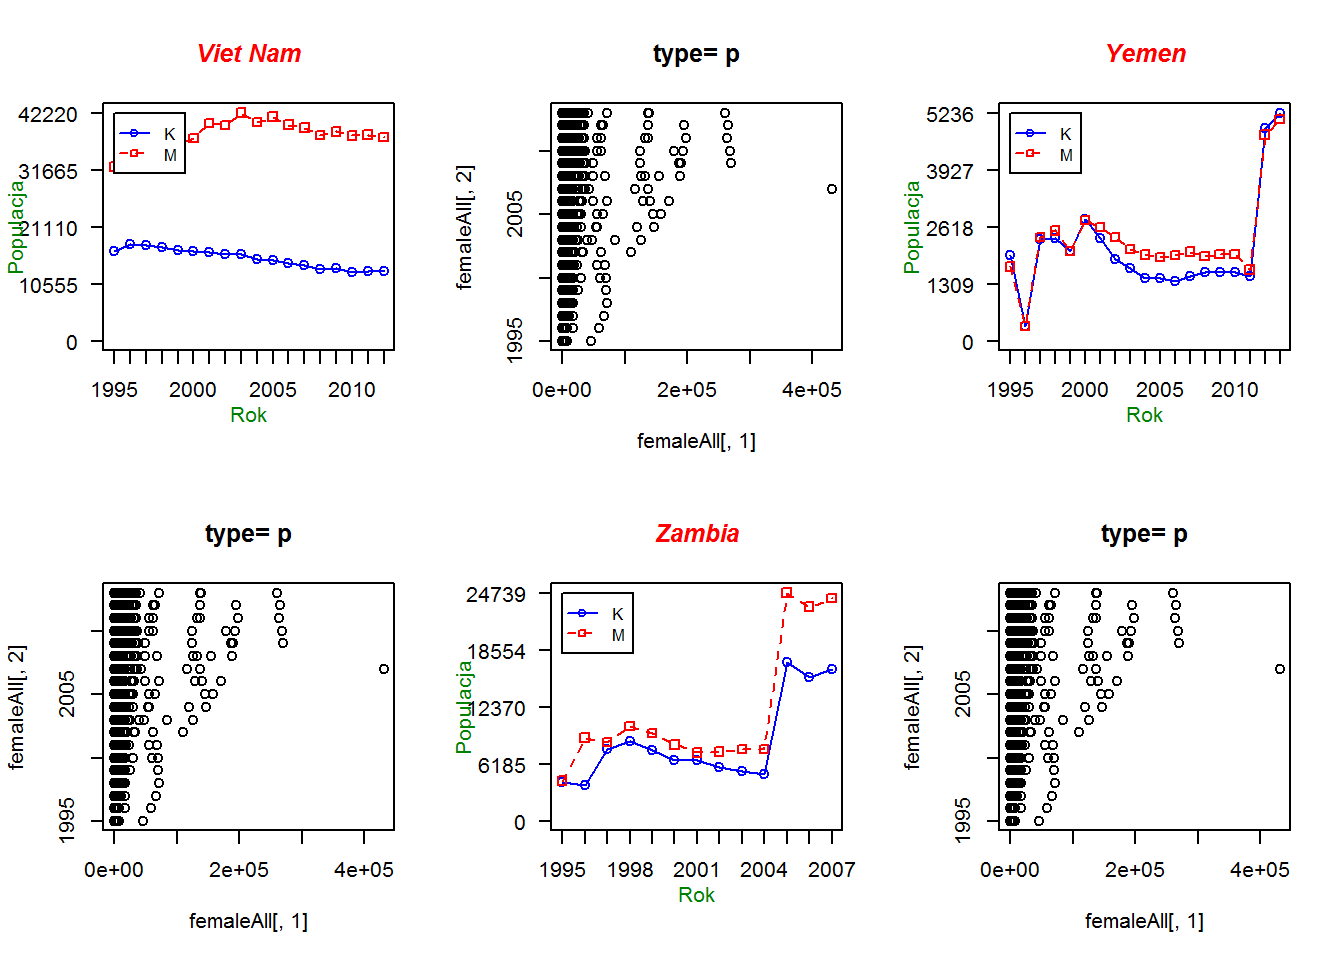 Viet Nam
Populacja
42220
31665
21110
10555
0
K
M
1995 2000 2005 2010
Rok
type= p
femaleAll[, 2]
2005
1995
0e+00 2e+05 4e+05
femaleAll[, 1]
Yemen
Populacja
5236
3927
2618
1309
0
K
M
1995 2000 2005 2010
Rok
type= p
femaleAll[, 2]
2005
1995
0e+00 2e+05 4e+05
femaleAll[, 1]
Zambia
Populacja
24739
18554
12370
6185
0
K
M
1995 1998 2001 2004 2007
Rok
type= p
femaleAll[, 2]
2005
1995
0e+00 2e+05 4e+05
femaleAll[, 1]